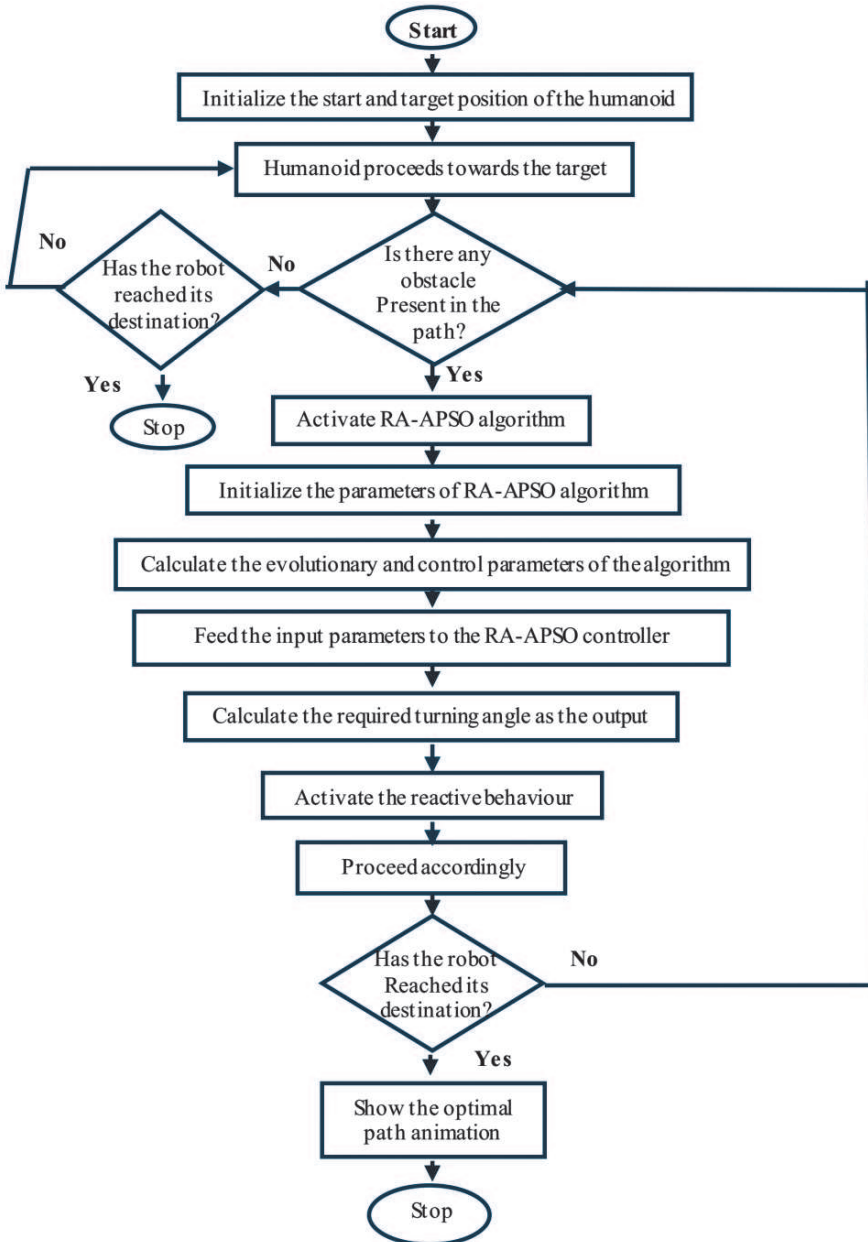 Start
Initialize the start and target position of the humanoid
Humanoid proceeds towards the target
No
Has the robot
reached its
destination?
No
Is there any
obstacle
Present in the
path?
Yes
Stop
Yes
Activate RA-APSO algorithm
Initialize the parameters of RA-APSO algorithm
Calculate the evolutionary and control parameters of the algorithm
Feed the input parameters to the RA-APSO controller
Calculate the required turning angle as the output
Activate the reactive behaviour
Proceed accordingly
Has the robot
Reached its
destination?
No
Yes
Show the optimal
path animation
Stop